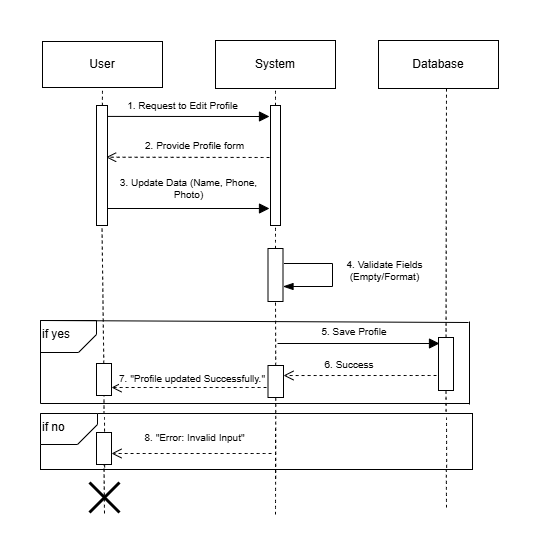 User
System
Database
1. Request to Edit Profile
2. Provide Profile form
3. Update Data (Name, Phone,
Photo)
4. Validate Fields
(Empty/Format)
if yes
5. Save Profile
6. Success
7. "Profile updated Successfully."
if no
8. "Error: Invalid Input"